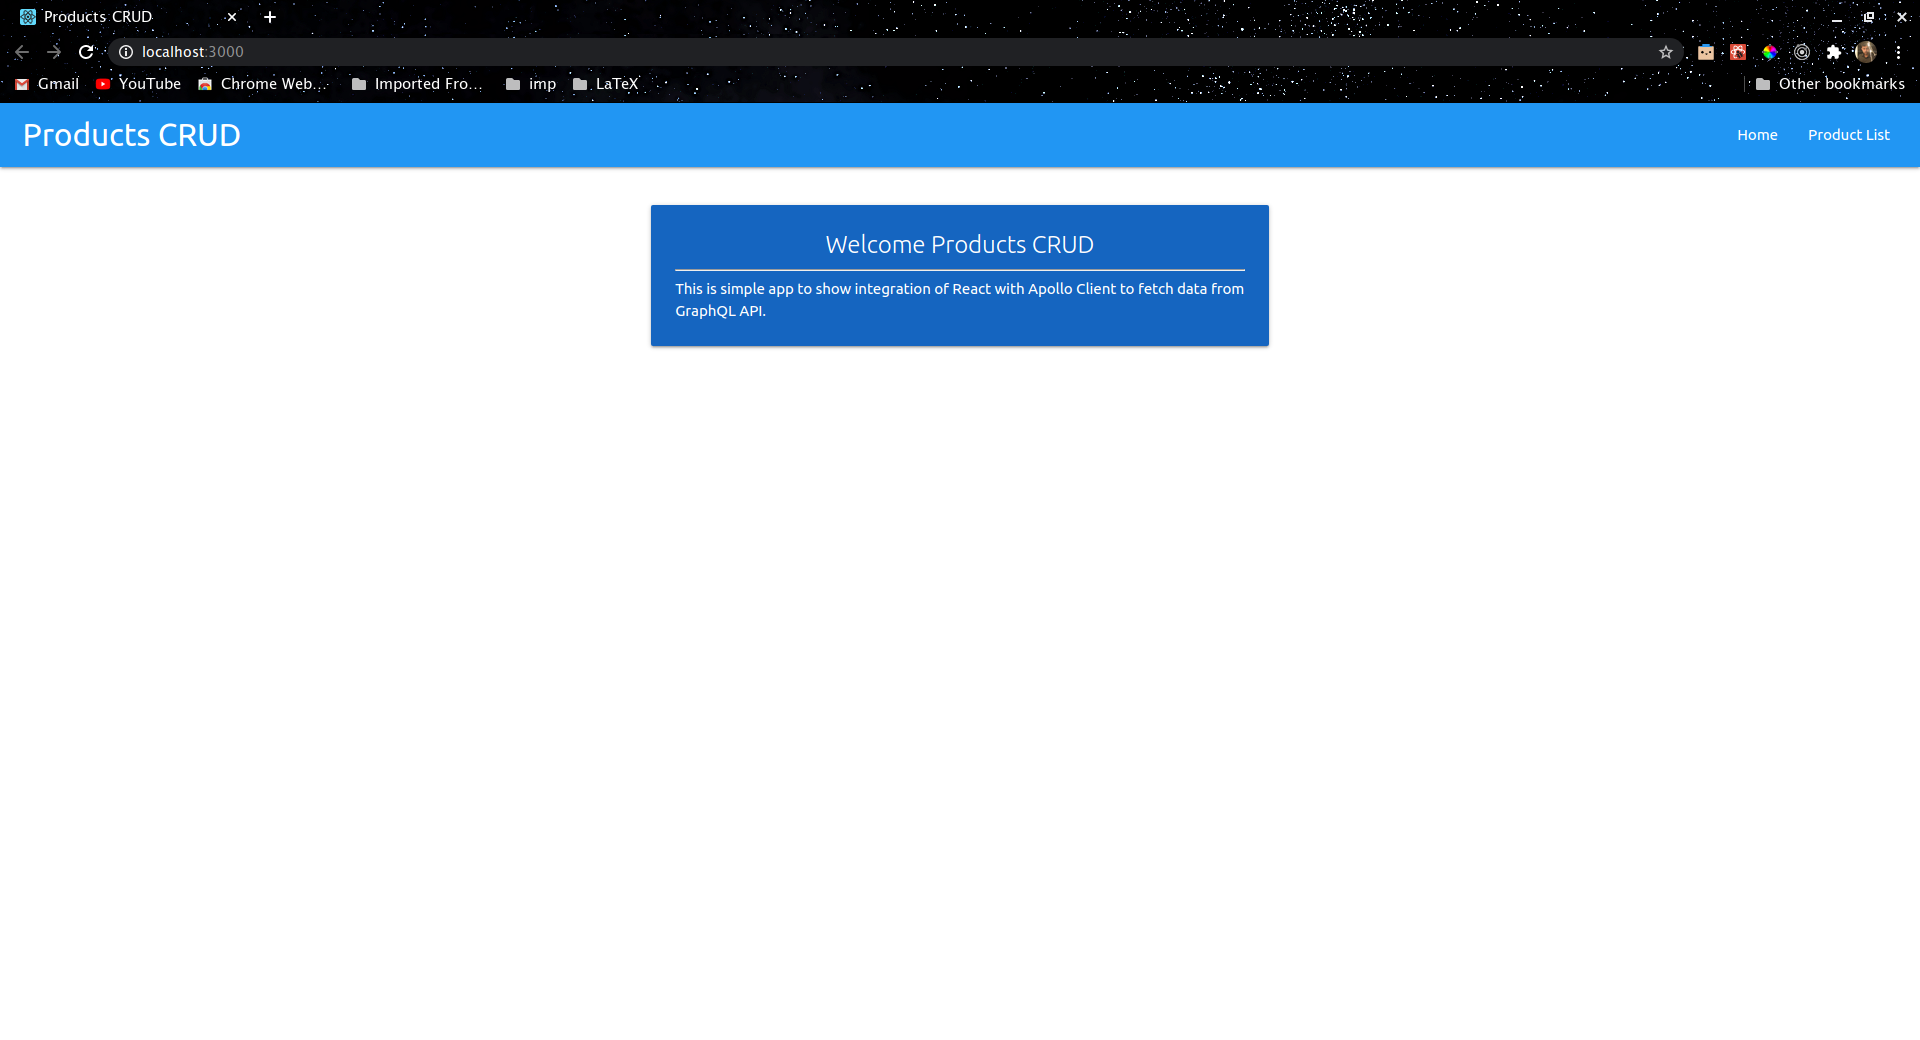 Products CRUD
localhost:3000
Gmail YouTube Chrome Web... Imported Fro... imp LaTeX Other bookmarks
Products CRUD Home Product List
Welcome Products CRUD
This is simple app to show integration of React with Apollo Client to fetch data from
GraphQL API.